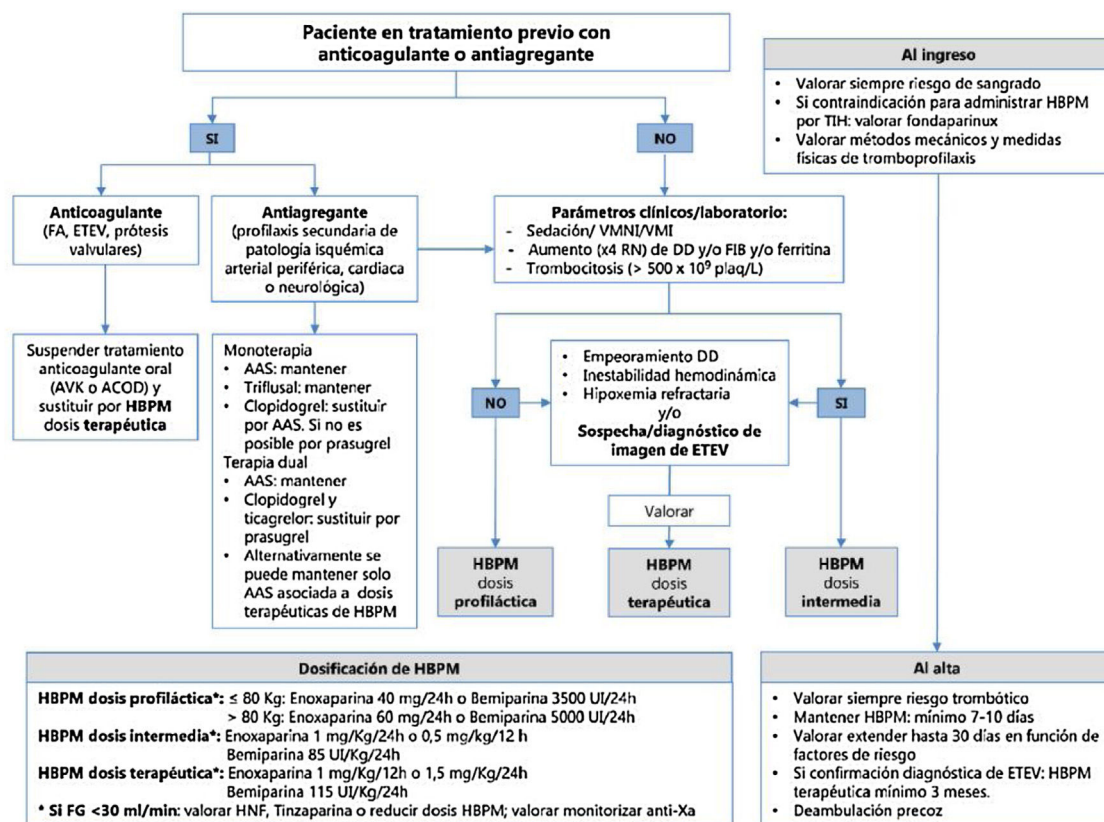 Paciente en tratamiento previo con
anticoagulante o antiagregante
Al ingreso
• Valorar siempre riesgo de sangrado
• Si contraindicación para administrar HBPM
por TIH: valorar fondaparinux
• Valorar métodos mecánicos y medidas
físicas de tromboprofilaxis
SI
NO
Anticoagulante
(FA, ETEV, prótesis
valvulares)
Antiagregante
(profilaxis secundaria de
patología isquémica
arterial periférica, cardiaca
o neurológica)
Parámetros clínicos/laboratorio:
- Sedación/ VMNI/VMI
- Aumento (x4 RN) de DD y/o FIB y/o ferritina
- Trombocitosis (> 500 x 10⁹ plaq/L)
Suspender tratamiento
anticoagulante oral
(AVK o ACOD) y
sustituir por HBPM
dosis terapéutica
Monoterapia
• AAS: mantener
• Triflusal: mantener
• Clopidogrel: sustituir
por AAS. Si no es
posible por prasugrel
Terapia dual
• AAS: mantener
• Clopidogrel y
ticagrelor: sustituir por
prasugrel
• Alternativamente se
puede mantener solo
AAS asociada a dosis
terapéuticas de HBPM
NO
• Empeoramiento DD
• Inestabilidad hemodinámica
• Hipoxemia refractaria
y/o
Sospecha/diagnóstico de
imagen de ETEV
SI
Valorar
HBPM
dosis
profiláctica
HBPM
dosis
terapéutica
HBPM
dosis
intermedia
Dosificación de HBPM
HBPM dosis profiláctica*: ≤ 80 Kg: Enoxaparina 40 mg/24h o Bemiparina 3500 UI/24h
> 80 Kg: Enoxaparina 60 mg/24h o Bemiparina 5000 UI/24h
HBPM dosis intermedia*: Enoxaparina 1 mg/Kg/24h o 0,5 mg/kg/12 h
Bemiparina 85 UI/Kg/24h
HBPM dosis terapéutica*: Enoxaparina 1 mg/Kg/12h o 1,5 mg/Kg/24h
Bemiparina 115 UI/Kg/24h
* Si FG <30 ml/min: valorar HNF, Tinzaparina o reducir dosis HBPM; valorar monitorizar anti-Xa
Al alta
• Valorar siempre riesgo trombótico
• Mantener HBPM: mínimo 7-10 días
• Valorar extender hasta 30 días en función de
factores de riesgo
• Si confirmación diagnóstica de ETEV: HBPM
terapéutica mínimo 3 meses.
• Deambulación precoz